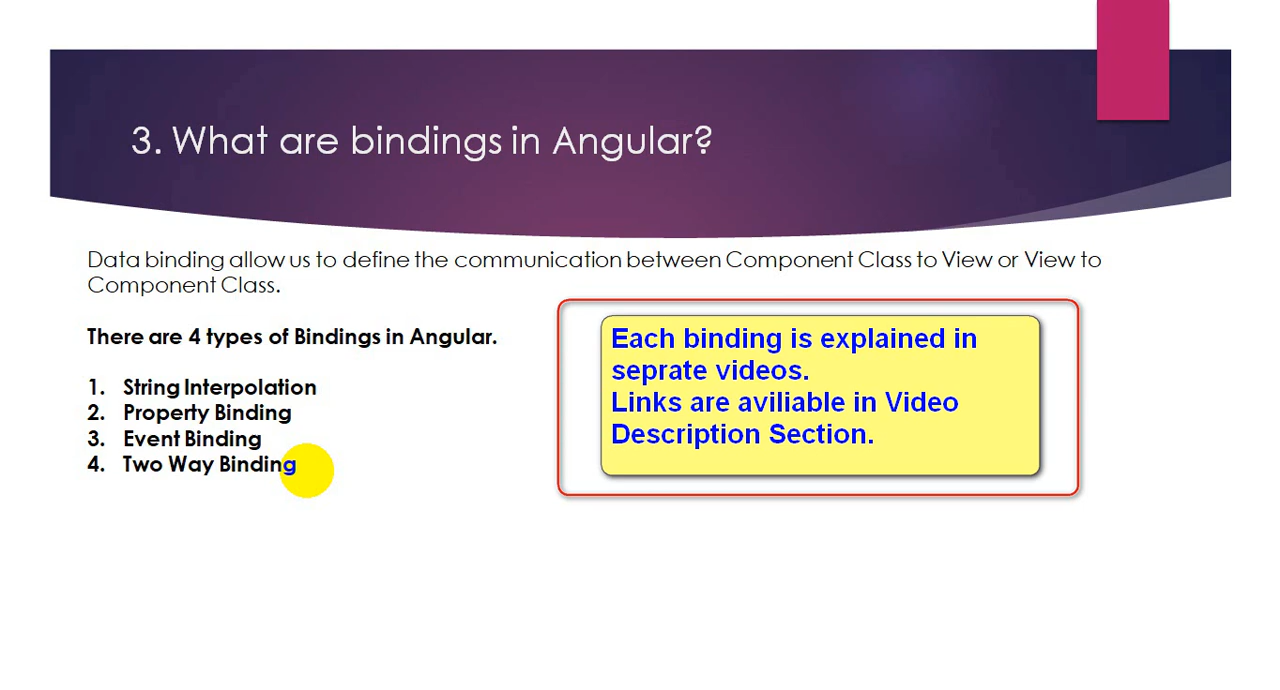 3. What are bindings in Angular?
Data binding allow us to define the communication between Component Class to View or View to
Component Class.
There are 4 types of Bindings in Angular.
1. String Interpolation
2. Property Binding
3. Event Binding
4. Two Way Binding
Each binding is explained in
seprate videos.
Links are aviliable in Video
Description Section.